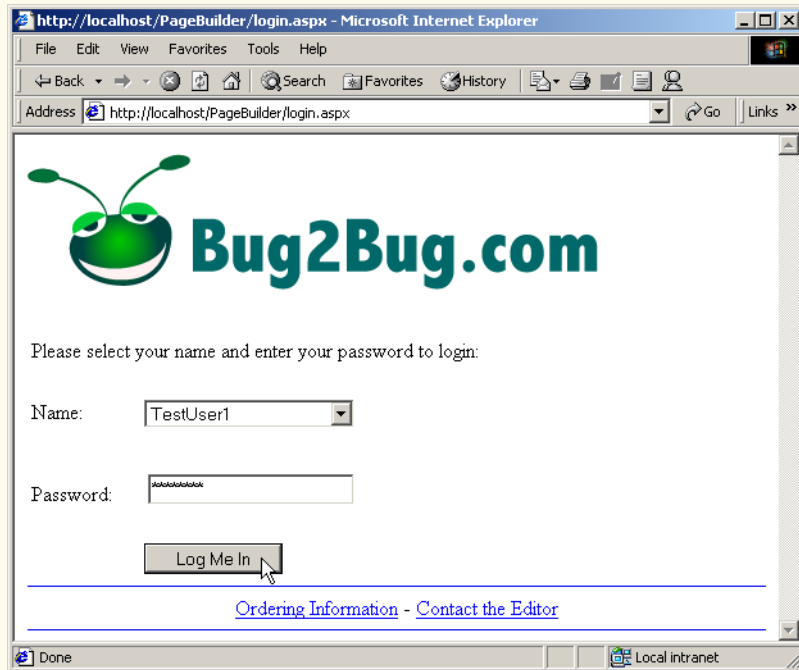 http://localhost/PageBuilder/login.aspx - Microsoft Internet Explorer
File Edit View Favorites Tools Help
Back Search Favorites History
Address http://localhost/PageBuilder/login.aspx Go Links »
Bug2Bug.com
Please select your name and enter your password to login:
Name: TestUser1
Password: *********
Log Me In
Ordering Information - Contact the Editor
Done Local intranet